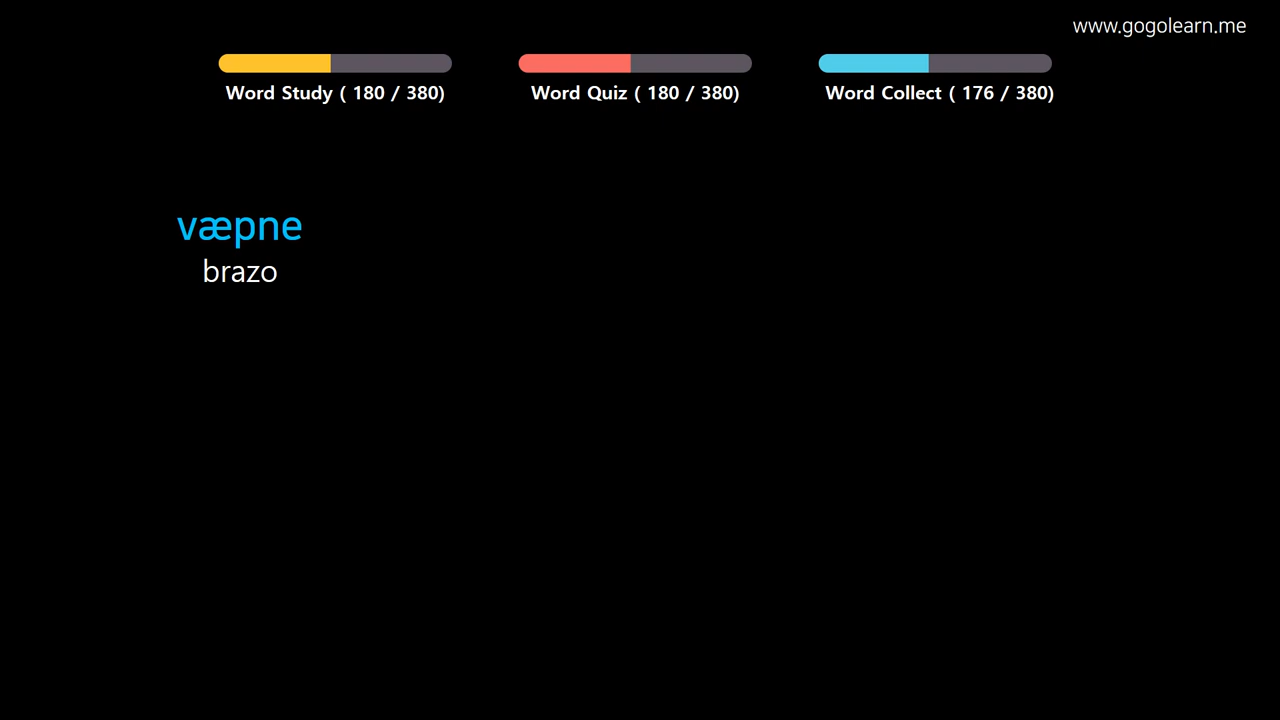 www.gogolearn.me
Word Study ( 180 / 380)
Word Quiz ( 180 / 380)
Word Collect ( 176 / 380)
væpne
brazo